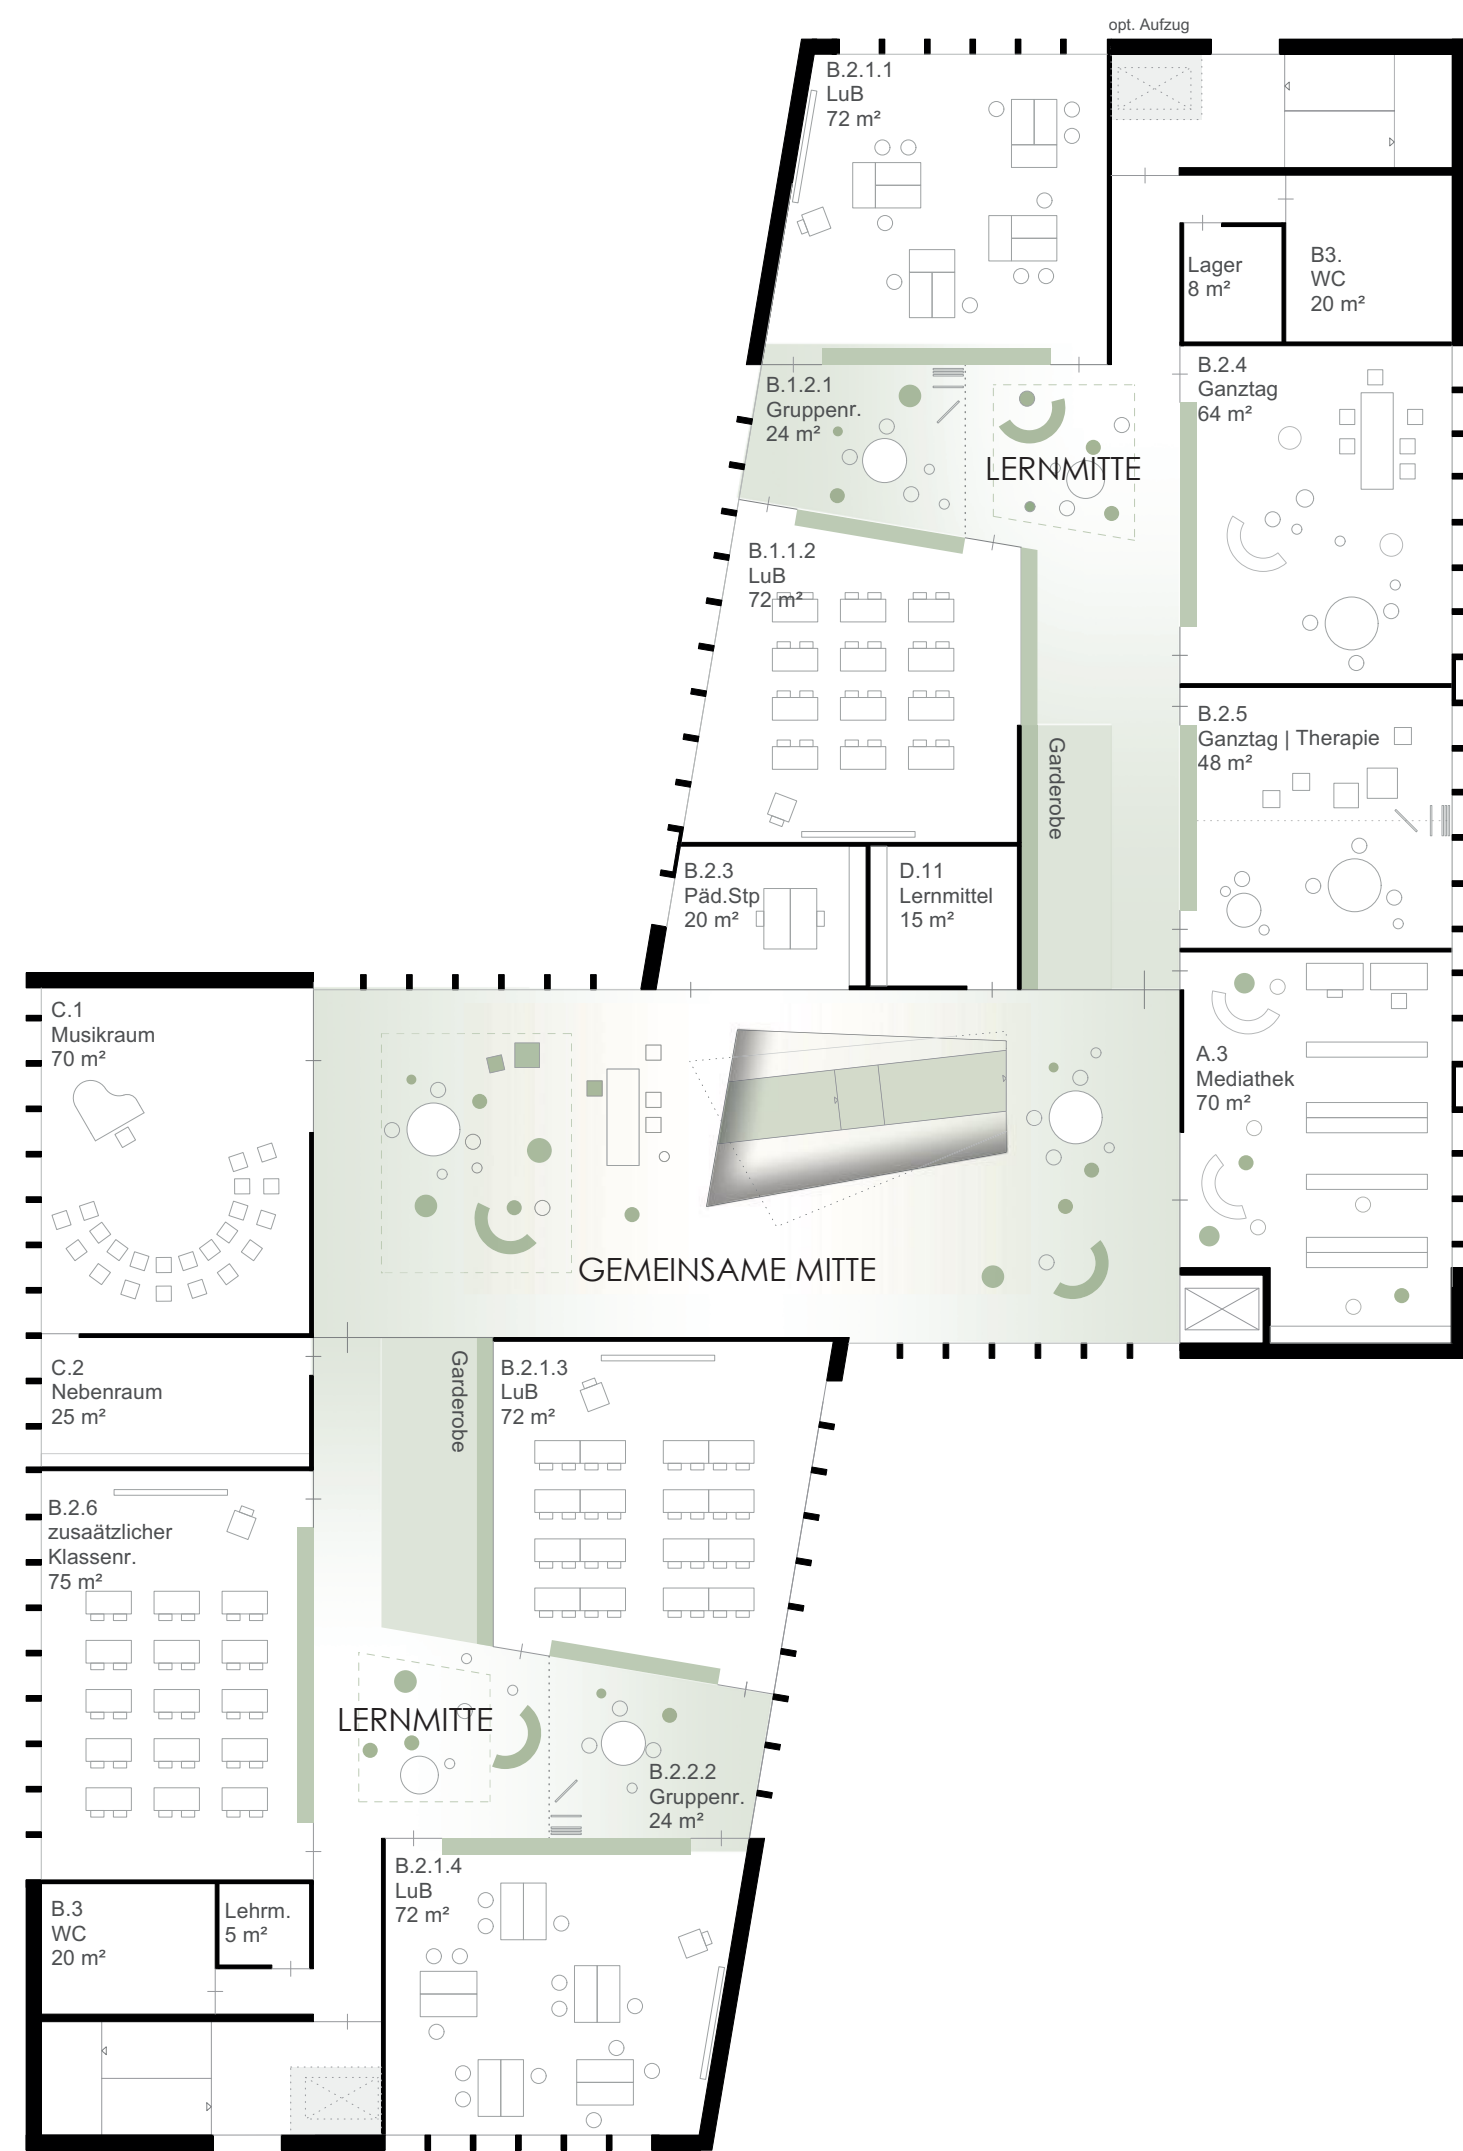 opt. Aufzug
B.2.1.1
LuB
72 m²
Lager
8 m²
B3.
WC
20 m²
B.1.2.1
Gruppenr.
24 m²
LERNMITTE
B.2.4
Ganztag
64 m²
B.1.1.2
LuB
72 m²
Garderobe
B.2.5
Ganztag | Therapie
48 m²
B.2.3
Päd.Stp
20 m²
D.11
Lernmittel
15 m²
C.1
Musikraum
70 m²
A.3
Mediathek
70 m²
GEMEINSAME MITTE
C.2
Nebenraum
25 m²
Garderobe
B.2.1.3
LuB
72 m²
B.2.6
zusaätzlicher
Klassenr.
75 m²
LERNMITTE
B.2.2.2
Gruppenr.
24 m²
B.2.1.4
LuB
72 m²
B.3
WC
20 m²
Lehrm.
5 m²